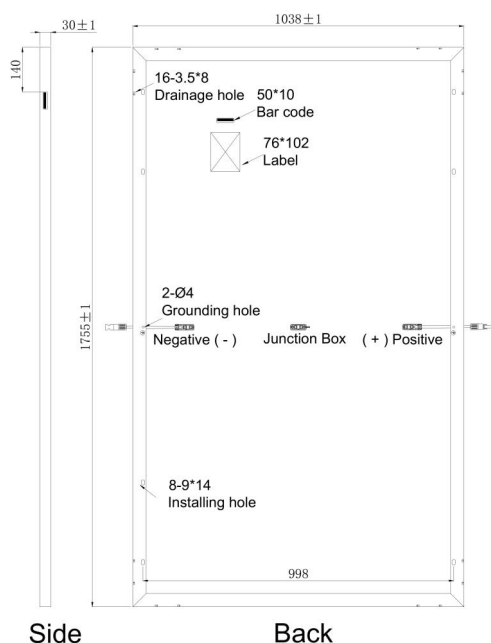 30±1
1038±1
140
16-3.5*8
Drainage hole
50*10
Bar code
76*102
Label
1755±1
2-Ø4
Grounding hole
Negative ( - )
Junction Box
( + ) Positive
8-9*14
Installing hole
998
Side
Back